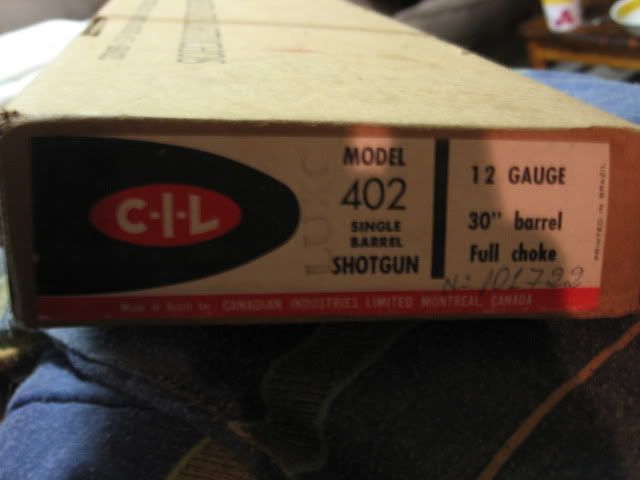 C-I-L
MODEL
402
SINGLE
BARREL
SHOTGUN
12 GAUGE
30" barrel
Full choke
No 101722
PRINTED IN BRAZIL
Made in Brazil for CANADIAN INDUSTRIES LIMITED MONTREAL, CANADA